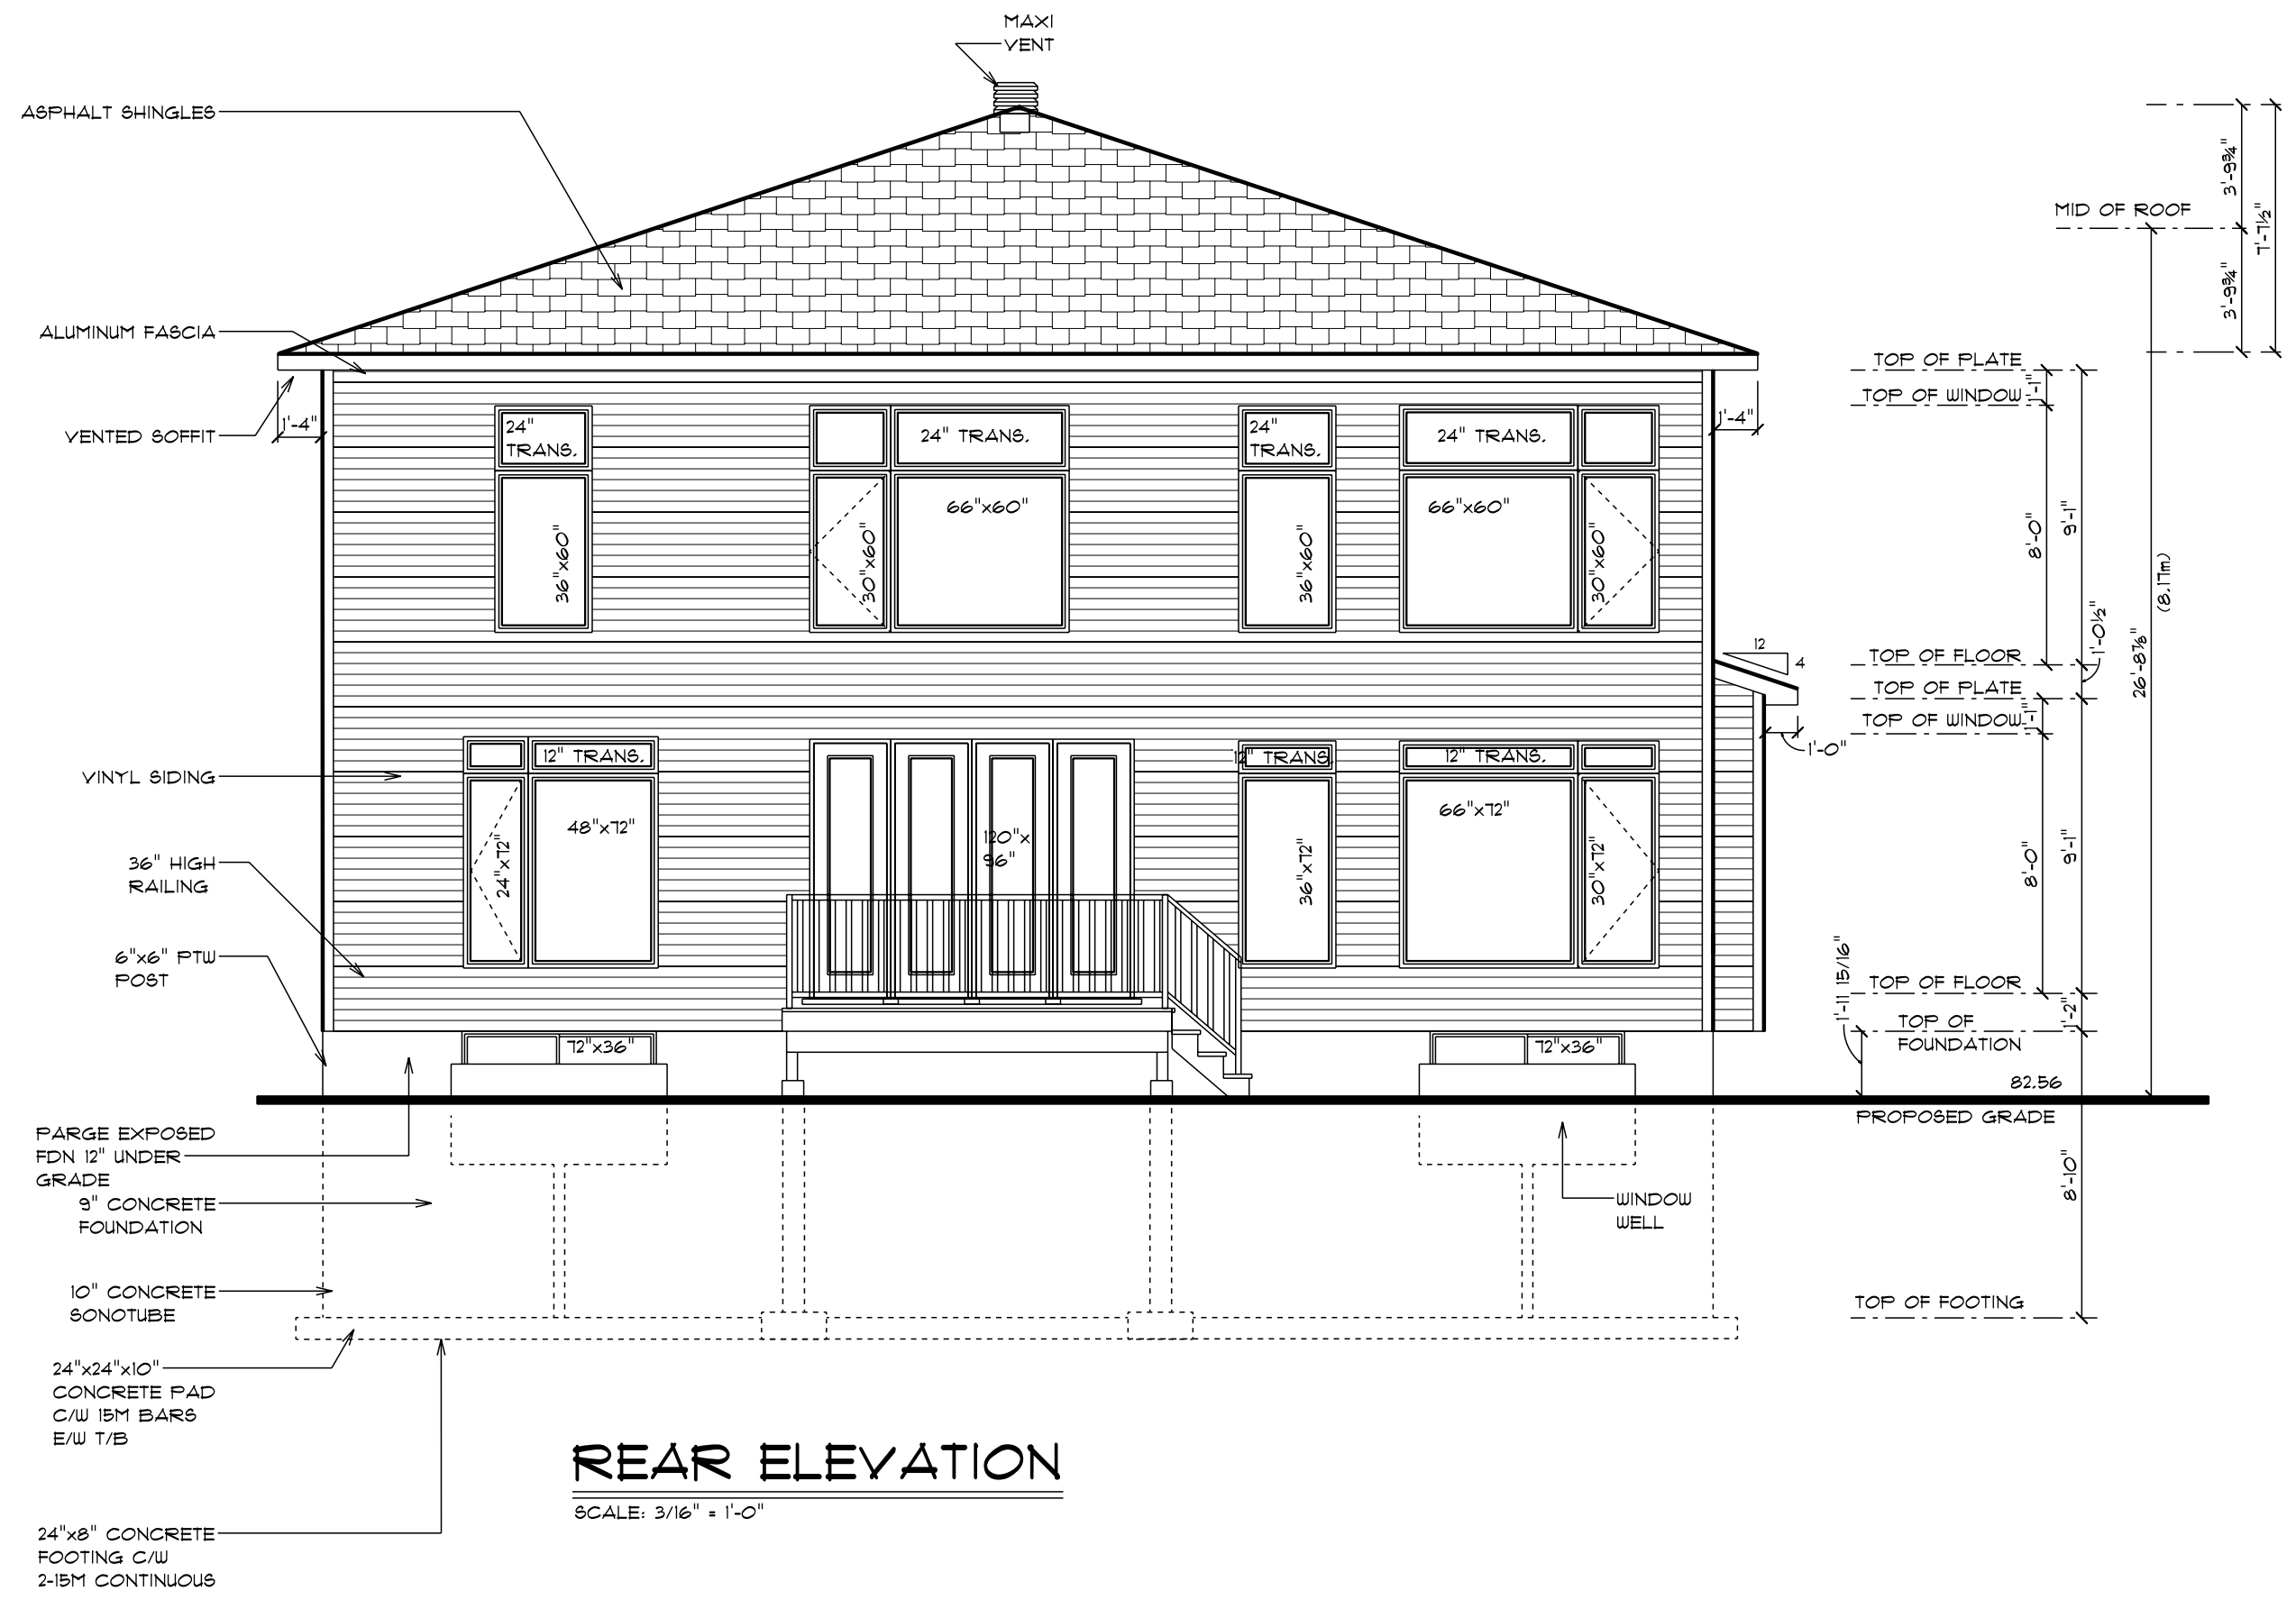 MAXI
VENT
ASPHALT SHINGLES
ALUMINUM FASCIA
VENTED SOFFIT
1'-4"
1'-4"
24"
TRANS.
24" TRANS.
24"
TRANS.
24" TRANS.
36"x60"
30"x60"
66"x60"
36"x60"
66"x60"
30"x60"
12
4
1'-0"
VINYL SIDING
12" TRANS.
12" TRANS.
12" TRANS.
24"x72"
48"x72"
120"x
96"
36"x72"
66"x72"
30"x72"
36" HIGH
RAILING
6"x6" PTW
POST
72"x36"
72"x36"
PARGE EXPOSED
FDN 12" UNDER
GRADE
9" CONCRETE
FOUNDATION
10" CONCRETE
SONOTUBE
24"x24"x10"
CONCRETE PAD
C/W 15M BARS
E/W T/B
24"x8" CONCRETE
FOOTING C/W
2-15M CONTINUOUS
WINDOW
WELL
MID OF ROOF
3'-9¾"
3'-9¾"
7'-7½"
TOP OF PLATE
TOP OF WINDOW
1'-1"
8'-0"
9'-1"
(8.17m)
26'-8⅞"
1'-0½"
TOP OF FLOOR
TOP OF PLATE
TOP OF WINDOW
1'-1"
8'-0"
9'-1"
1'-11 15/16"
TOP OF FLOOR
1'-2"
TOP OF
FOUNDATION
82.56
PROPOSED GRADE
8'-10"
TOP OF FOOTING
REAR ELEVATION
SCALE: 3/16" = 1'-0"